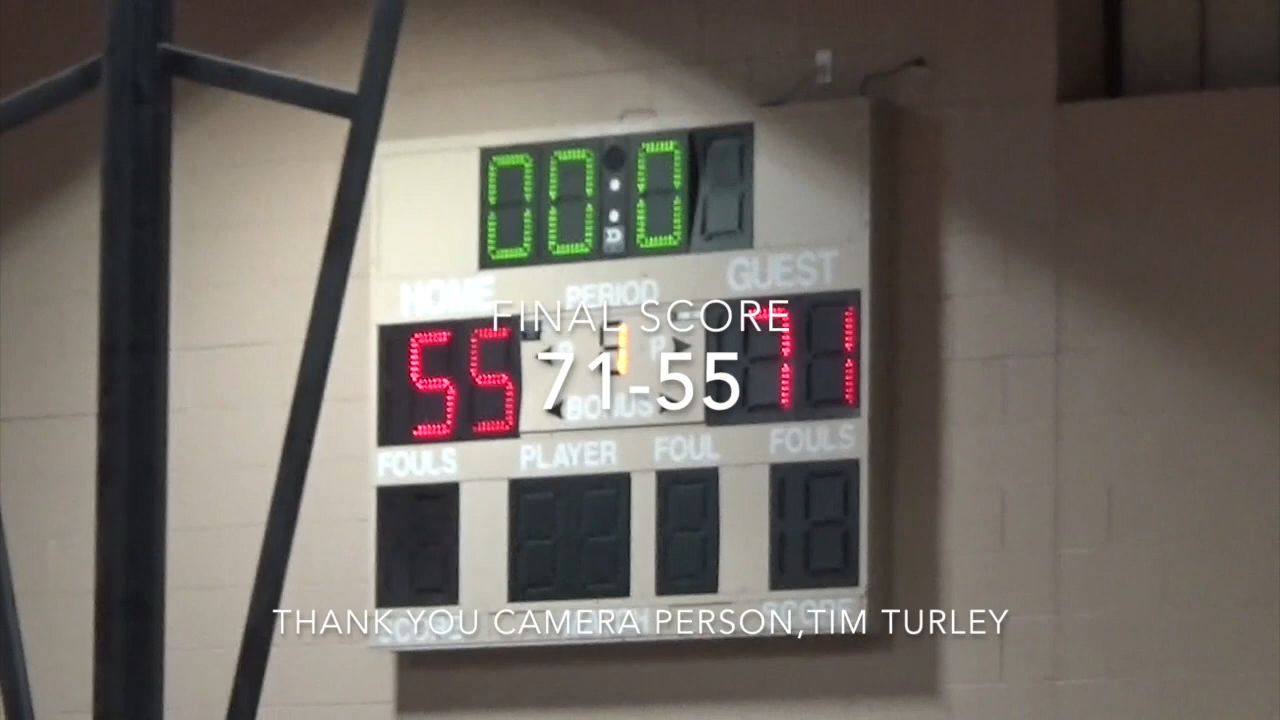 00:0
HOME PERIOD GUEST
FINAL SCORE
55 P P 71
71-55
BONUS
FOULS PLAYER FOUL FOULS
THANK YOU CAMERA PERSON,TIM TURLEY